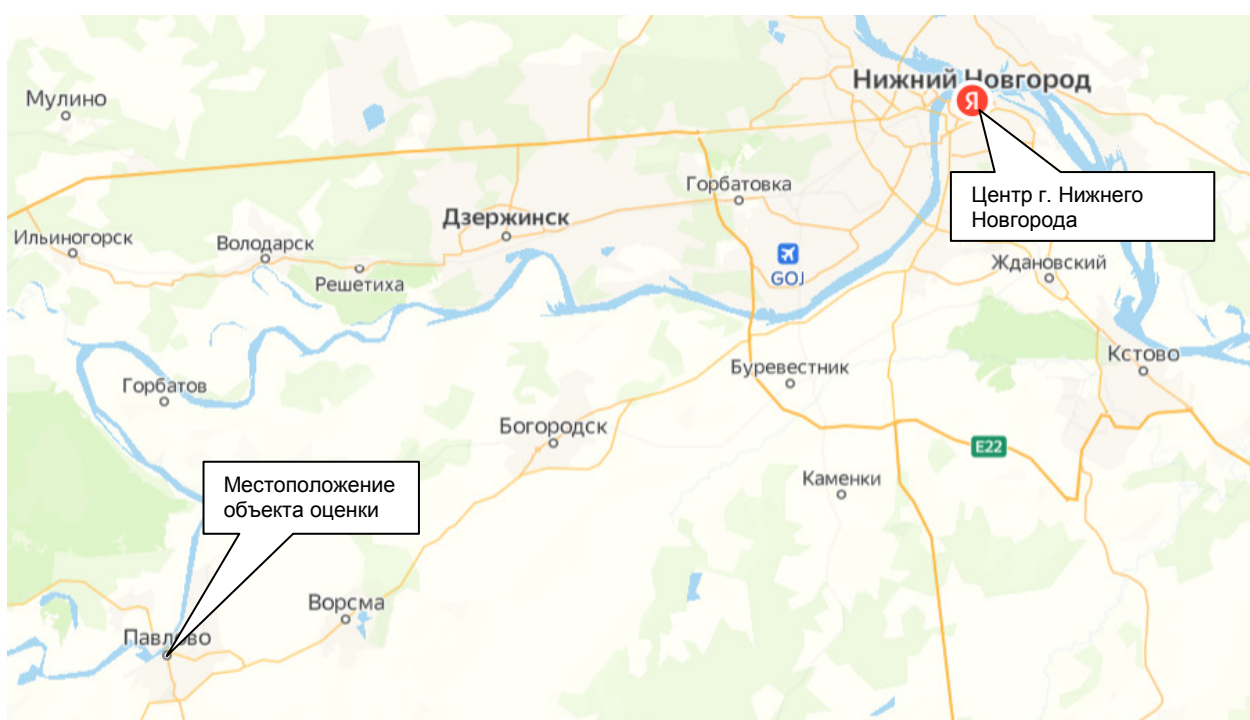 Нижний Новгород
Я
Мулино
Горбатовка
Центр г. Нижнего
Новгорода
Дзержинск
Ильиногорск
Володарск
Решетиха
GOJ
Ждановский
Кстово
Буревестник
Горбатов
Богородск
E22
Каменки
Местоположение
объекта оценки
Ворсма
Павлово